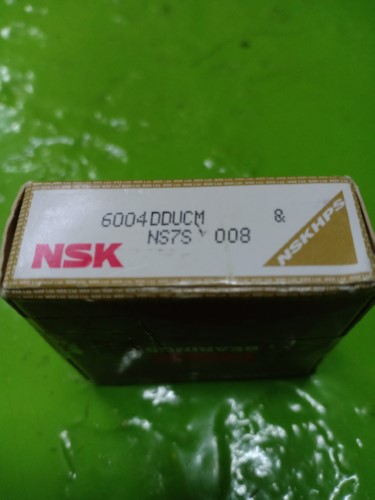 6004DDUCM &
NS7S 008
NSK
NSKHPS